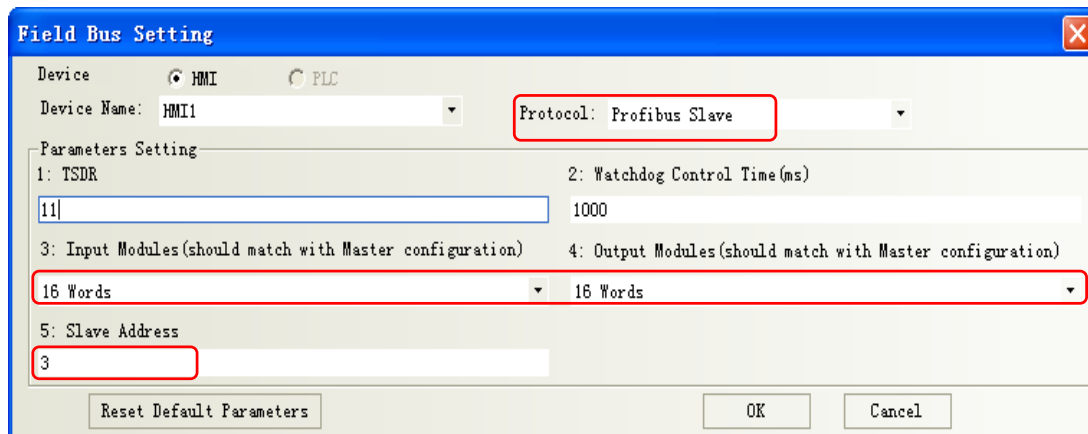 Field Bus Setting
Device HMI PLC
Device Name: HMI1 Protocol: Profibus Slave
Parameters Setting
1: TSDR 2: Watchdog Control Time(ms)
11 1000
3: Input Modules(should match with Master configuration) 4: Output Modules(should match with Master configuration)
16 Words 16 Words
5: Slave Address
3
Reset Default Parameters OK Cancel